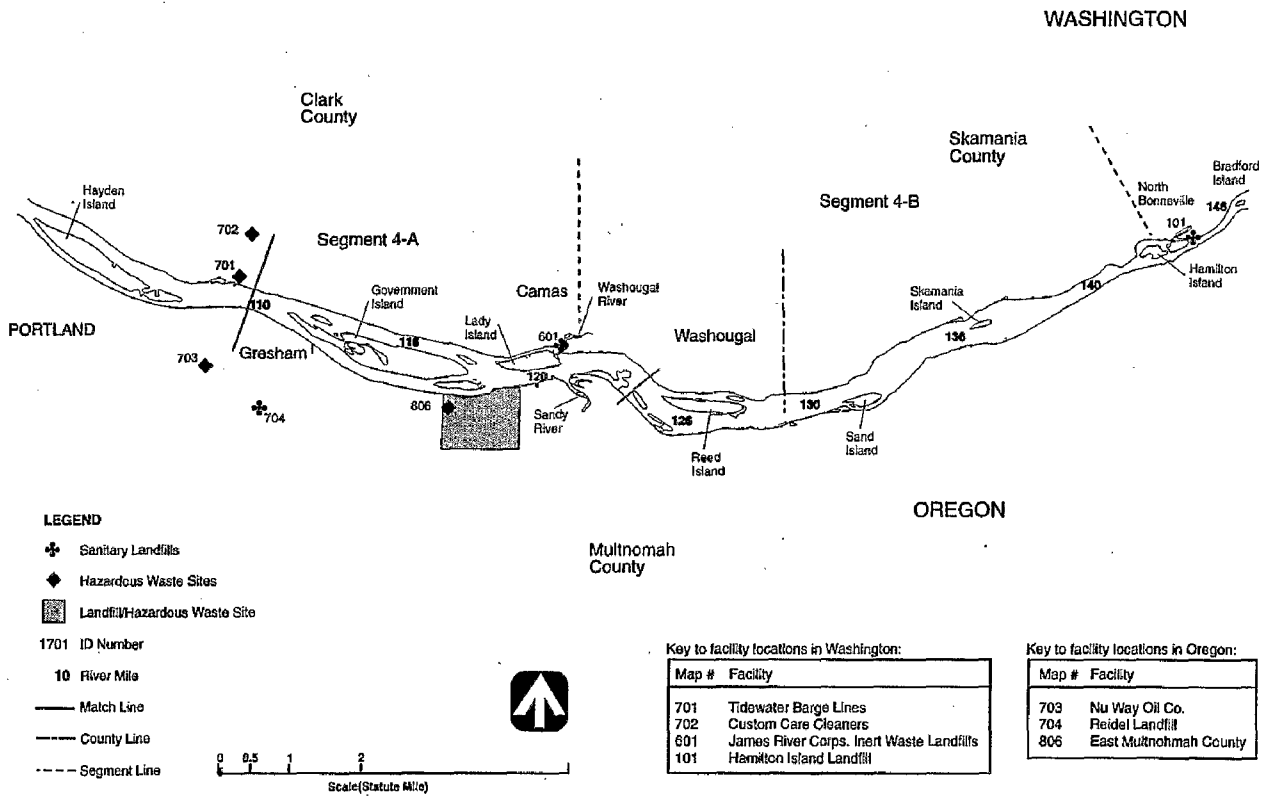 WASHINGTON
Clark
County
Skamania
County
Bradford
Island
North
Bonneville
Hayden
Island
Segment 4-B
146
101
702
Segment 4-A
701
Hamilton
Island
Government
Island
Camas
Washougal
River
Skamania
Island
140
110
PORTLAND
Lady
Island
601
Washougal
136
115
Gresham
703
120
806
704
Sandy
River
126
130
Sand
Island
Reed
Island
OREGON
LEGEND
Sanitary Landfills
Hazardous Waste Sites
Landfill/Hazardous Waste Site
1701 ID Number
10 River Mile
Match Line
County Line
Segment Line
Multnomah
County
0 0.5 1 2
Scale(Statute Mile)
Key to facility locations in Washington:
Map # Facility
701 Tidewater Barge Lines
702 Custom Care Cleaners
601 James River Corps. Inert Waste Landfills
101 Hamilton Island Landfill
Key to facility locations in Oregon:
Map # Facility
703 Nu Way Oil Co.
704 Reidel Landfill
806 East Multnohmah County